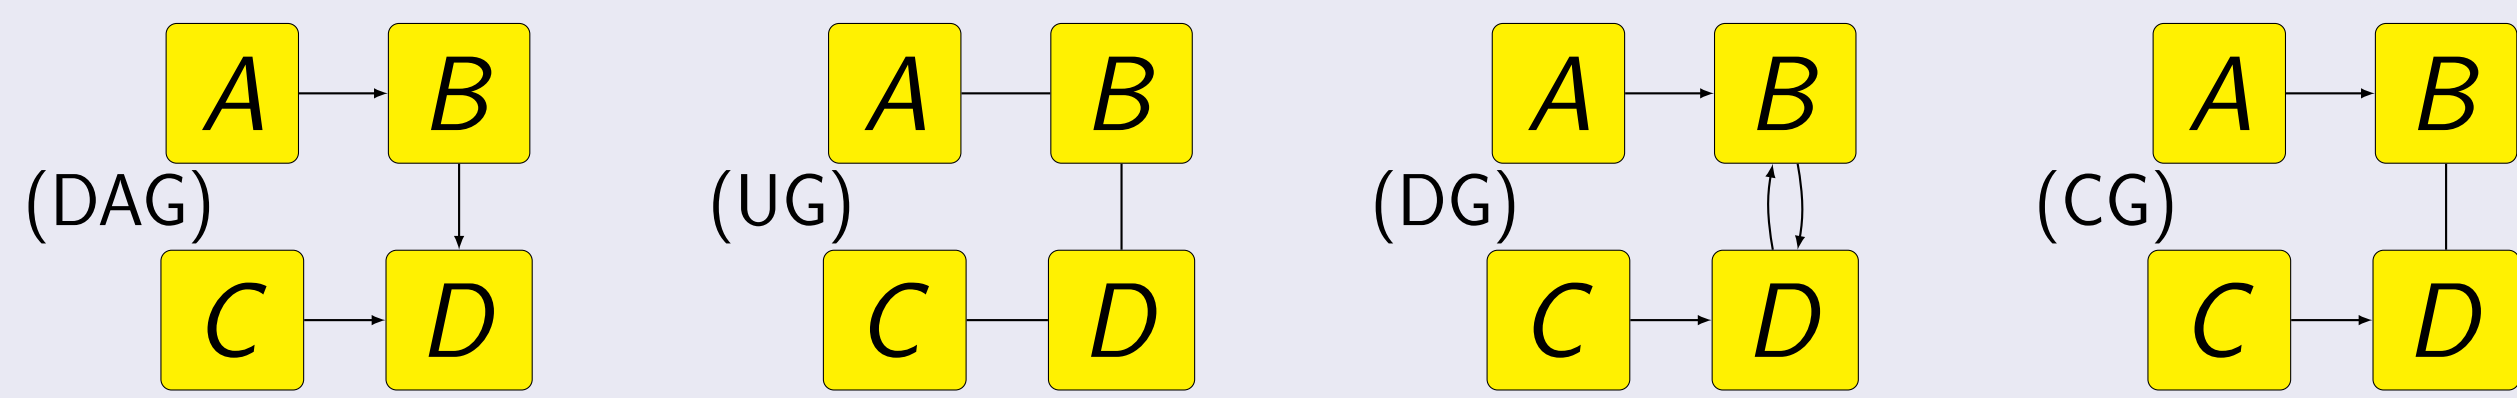 A B A B A B A B
(DAG) (UG) (DG) (CG)
C D C D C D C D